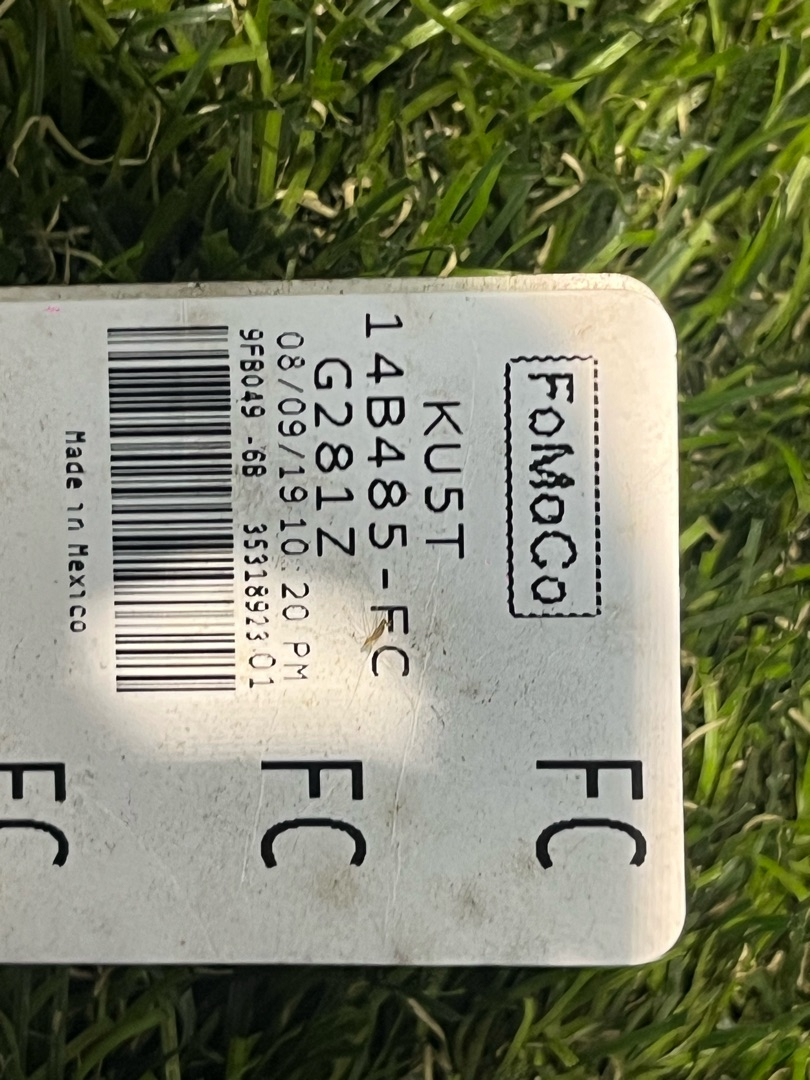 FoMoCo
KU5T
14B485-FC
G281Z
08/09/19 10:20 PM
9FB049 -6B 35318923.01
Made in Mexico
FC
FC
FC